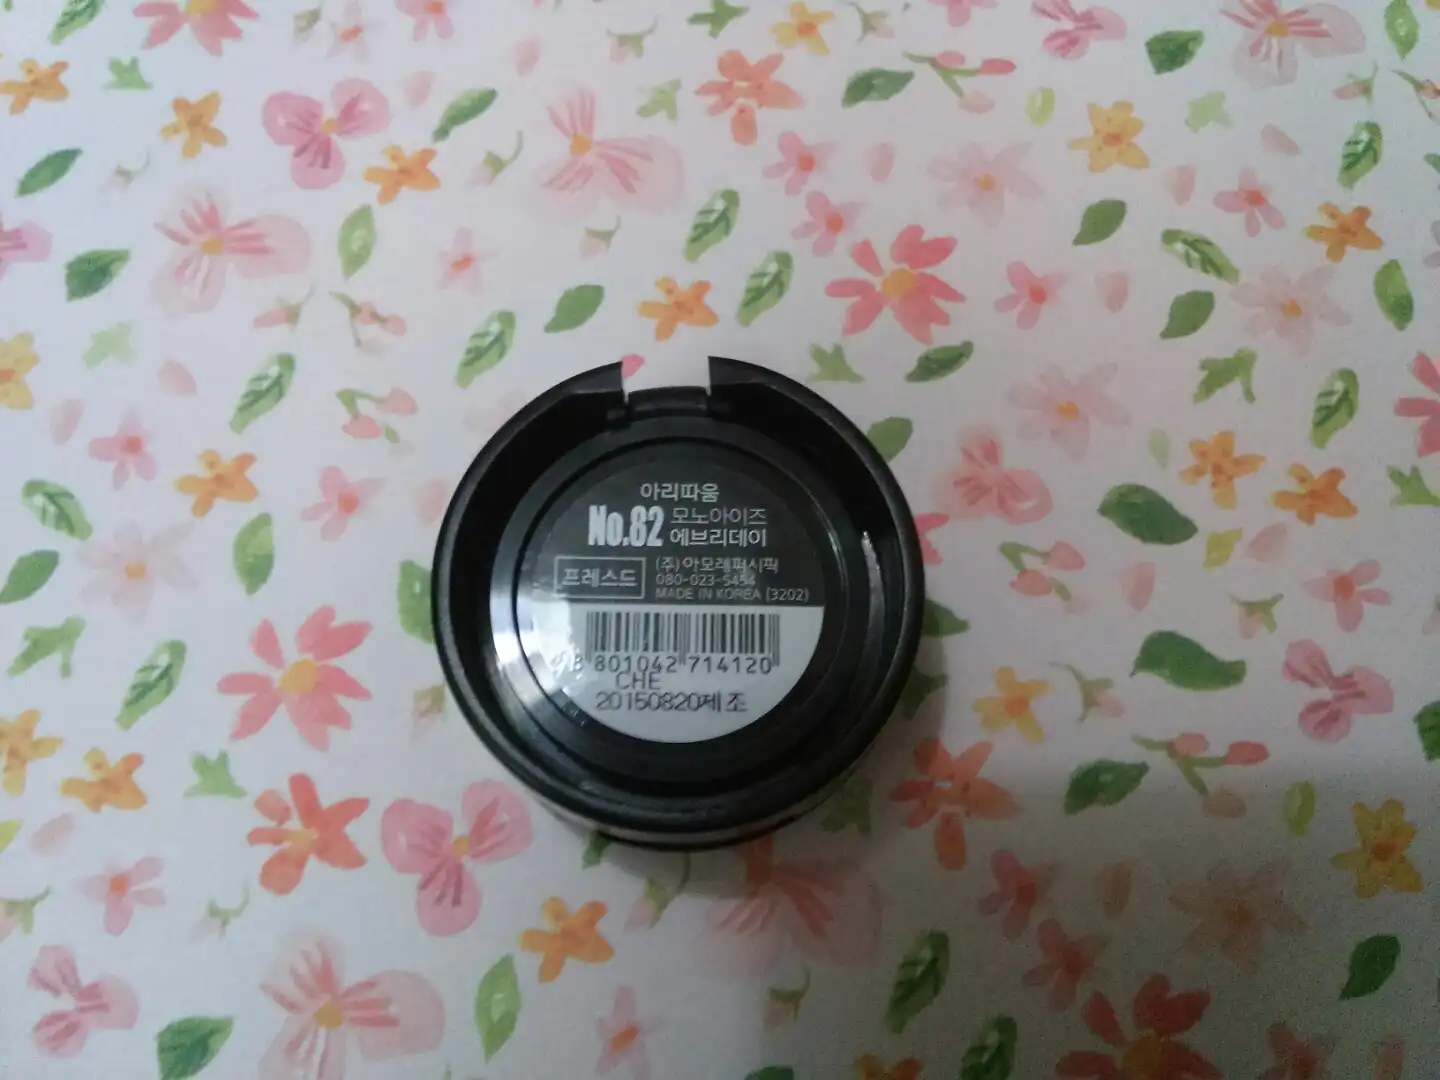 아리따움
No.82 모노아이즈
에브리데이
프레스드
(주)아모레퍼시픽
080-023-5454
MADE IN KOREA (3202)
8 801042 714120
CHE
20150820제조